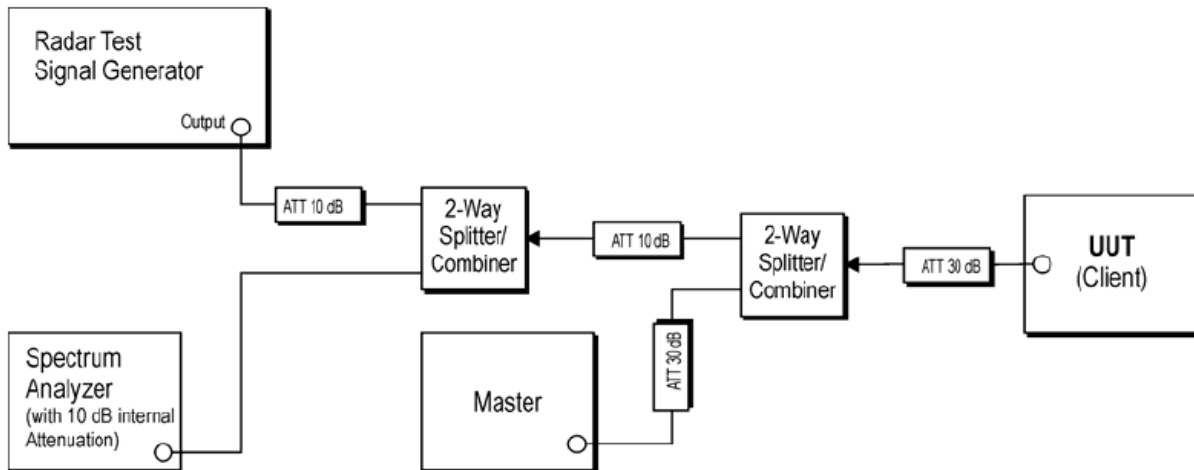 Radar Test
Signal Generator
Output
ATT 10 dB
2-Way
Splitter/
Combiner
ATT 10 dB
2-Way
Splitter/
Combiner
ATT 30 dB
UUT
(Client)
ATT 30 dB
Spectrum
Analyzer
(with 10 dB internal
Attenuation)
Master